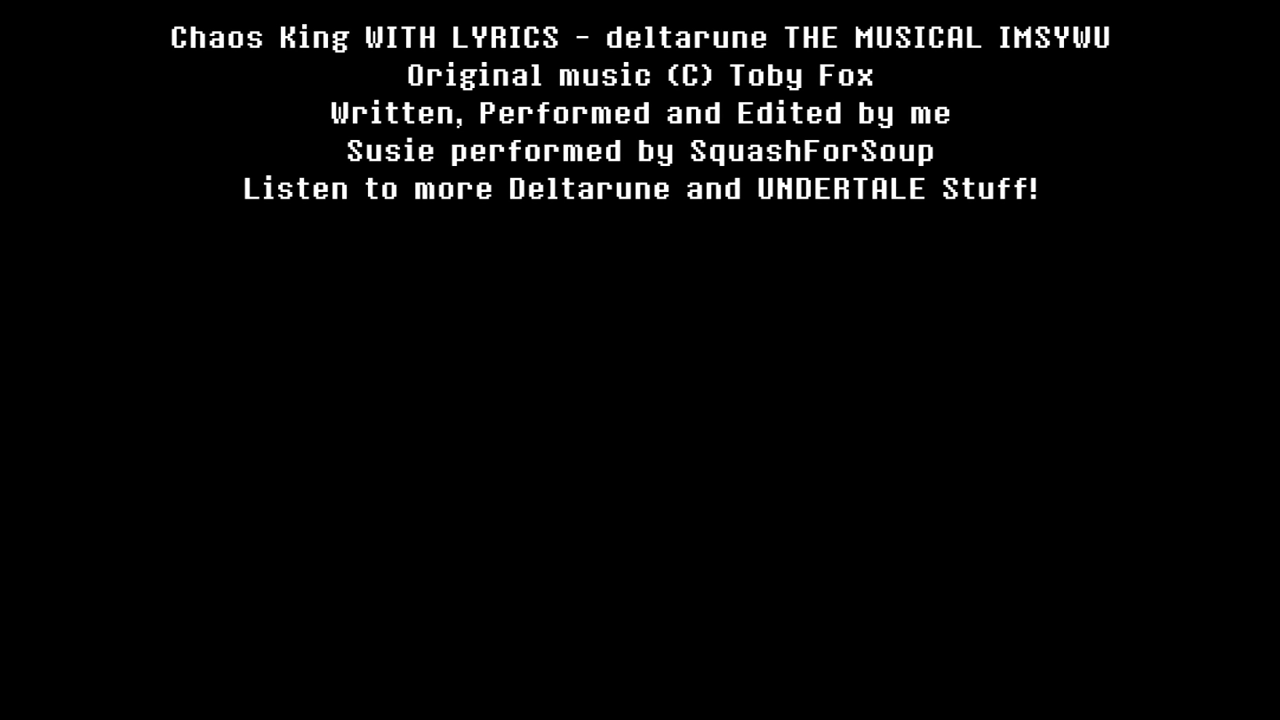 Chaos King WITH LYRICS - deltarune THE MUSICAL IMSYWU
Original music (C) Toby Fox
Written, Performed and Edited by me
Susie performed by SquashForSoup
Listen to more Deltarune and UNDERTALE Stuff!